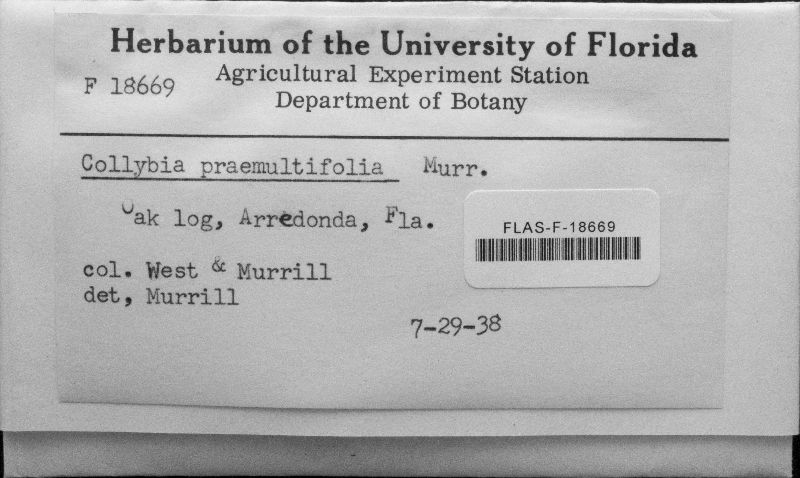 Herbarium of the University of Florida
F 18669
Agricultural Experiment Station
Department of Botany
Collybia praemultifolia Murr.
Oak log, Arredonda, Fla.
FLAS-F-18669
col. West & Murrill
det, Murrill
7-29-38